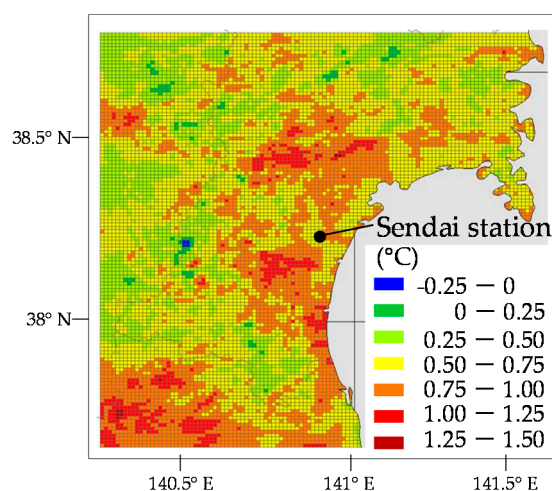 38.5° N
Sendai station
(°C)
-0.25 — 0
0 — 0.25
0.25 — 0.50
38° N
0.50 — 0.75
0.75 — 1.00
1.00 — 1.25
1.25 — 1.50
140.5° E
141° E
141.5° E